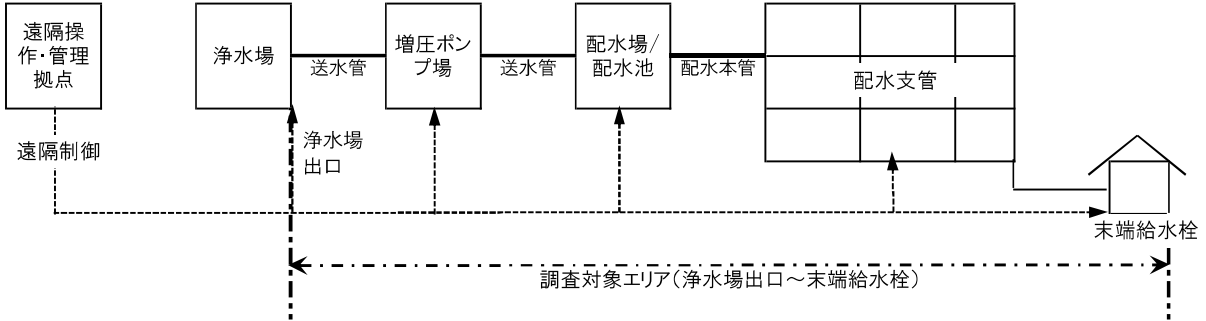 遠隔操
作・管理
拠点
浄水場
送水管
増圧ポン
プ場
送水管
配水場/
配水池
配水本管
配水支管
遠隔制御
浄水場
出口
末端給水栓
調査対象エリア(浄水場出口～末端給水栓)